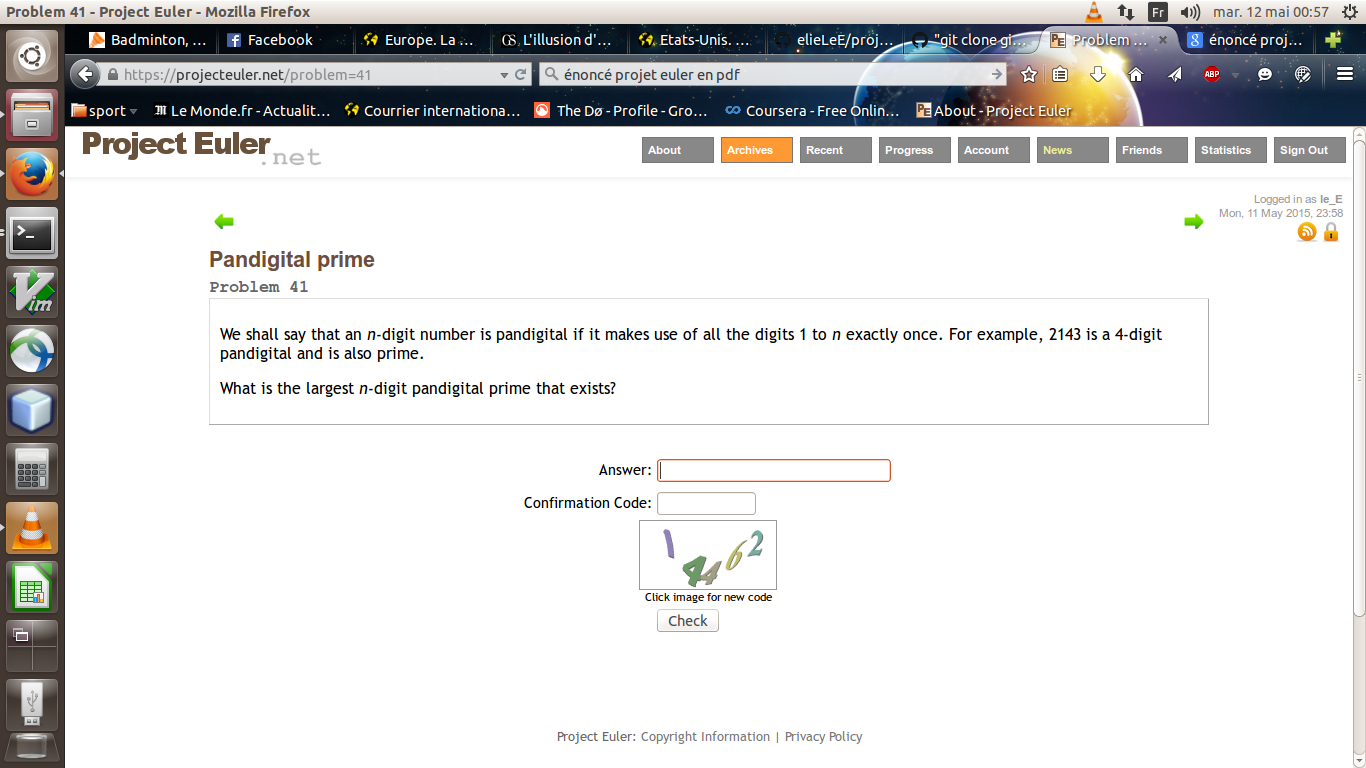 Problem 41 - Project Euler - Mozilla Firefox
Fr
mar. 12 mai 00:57
Badminton, ...
Facebook
Europe. La ...
L'illusion d'...
Etats-Unis. ...
elieLeE/proj...
"git clone gi...
Problem ...
énoncé proj...
https://projecteuler.net/problem=41
énoncé projet euler en pdf
ABP
sport
Le Monde.fr - Actualit...
Courrier internationa...
The Dø - Profile - Gro...
Coursera - Free Onlin...
About - Project Euler
Project Euler
.net
About
Archives
Recent
Progress
Account
News
Friends
Statistics
Sign Out
Logged in as le_E
Mon, 11 May 2015, 23:58
Pandigital prime
Problem 41
We shall say that an n-digit number is pandigital if it makes use of all the digits 1 to n exactly once. For example, 2143 is a 4-digit
pandigital and is also prime.
What is the largest n-digit pandigital prime that exists?
Answer:
Confirmation Code:
14462
Click image for new code
Check
Project Euler: Copyright Information | Privacy Policy